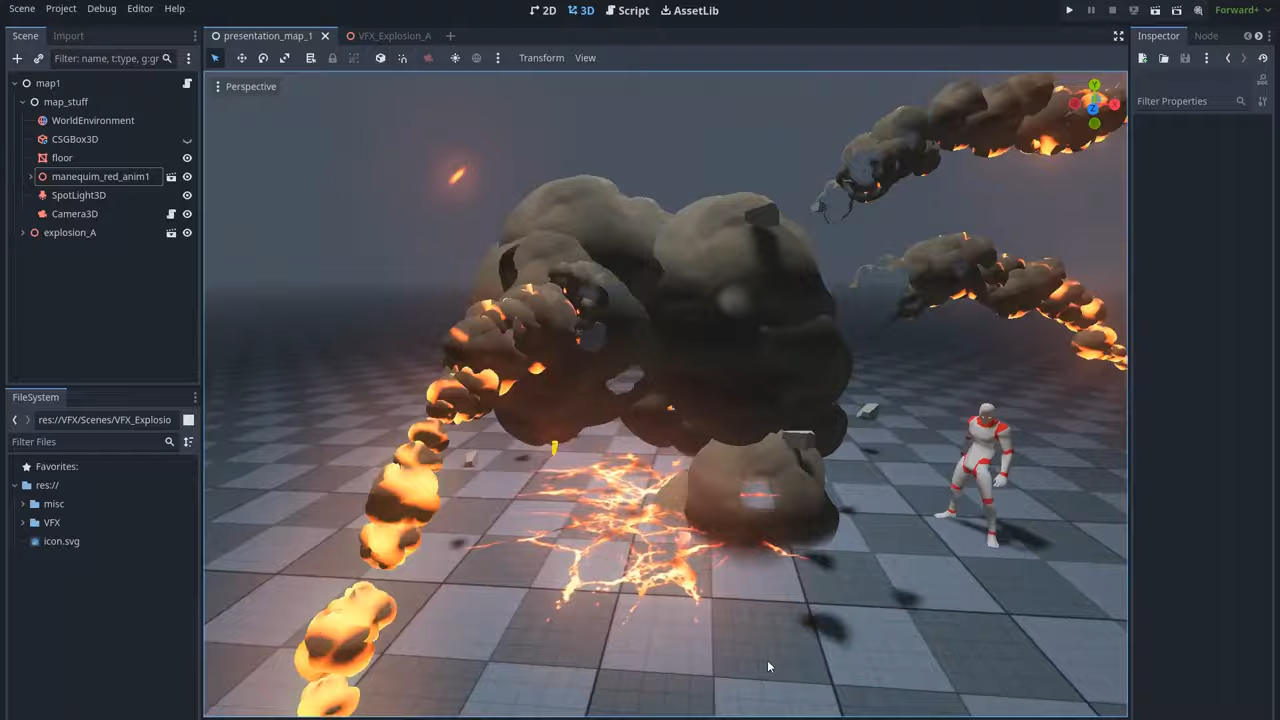 Scene Project Debug Editor Help
2D 3D Script AssetLib
Forward+
Scene Import
presentation_map_1 VFX_Explosion_A
Inspector Node
Filter: name, t:type, g:gr
Transform View
map1
Perspective
Filter Properties
map_stuff
WorldEnvironment
CSGBox3D
floor
manequim_red_anim1
SpotLight3D
Camera3D
explosion_A
FileSystem
res://VFX/Scenes/VFX_Explosio
Filter Files
Favorites:
res://
misc
VFX
icon.svg
Y
Z
X